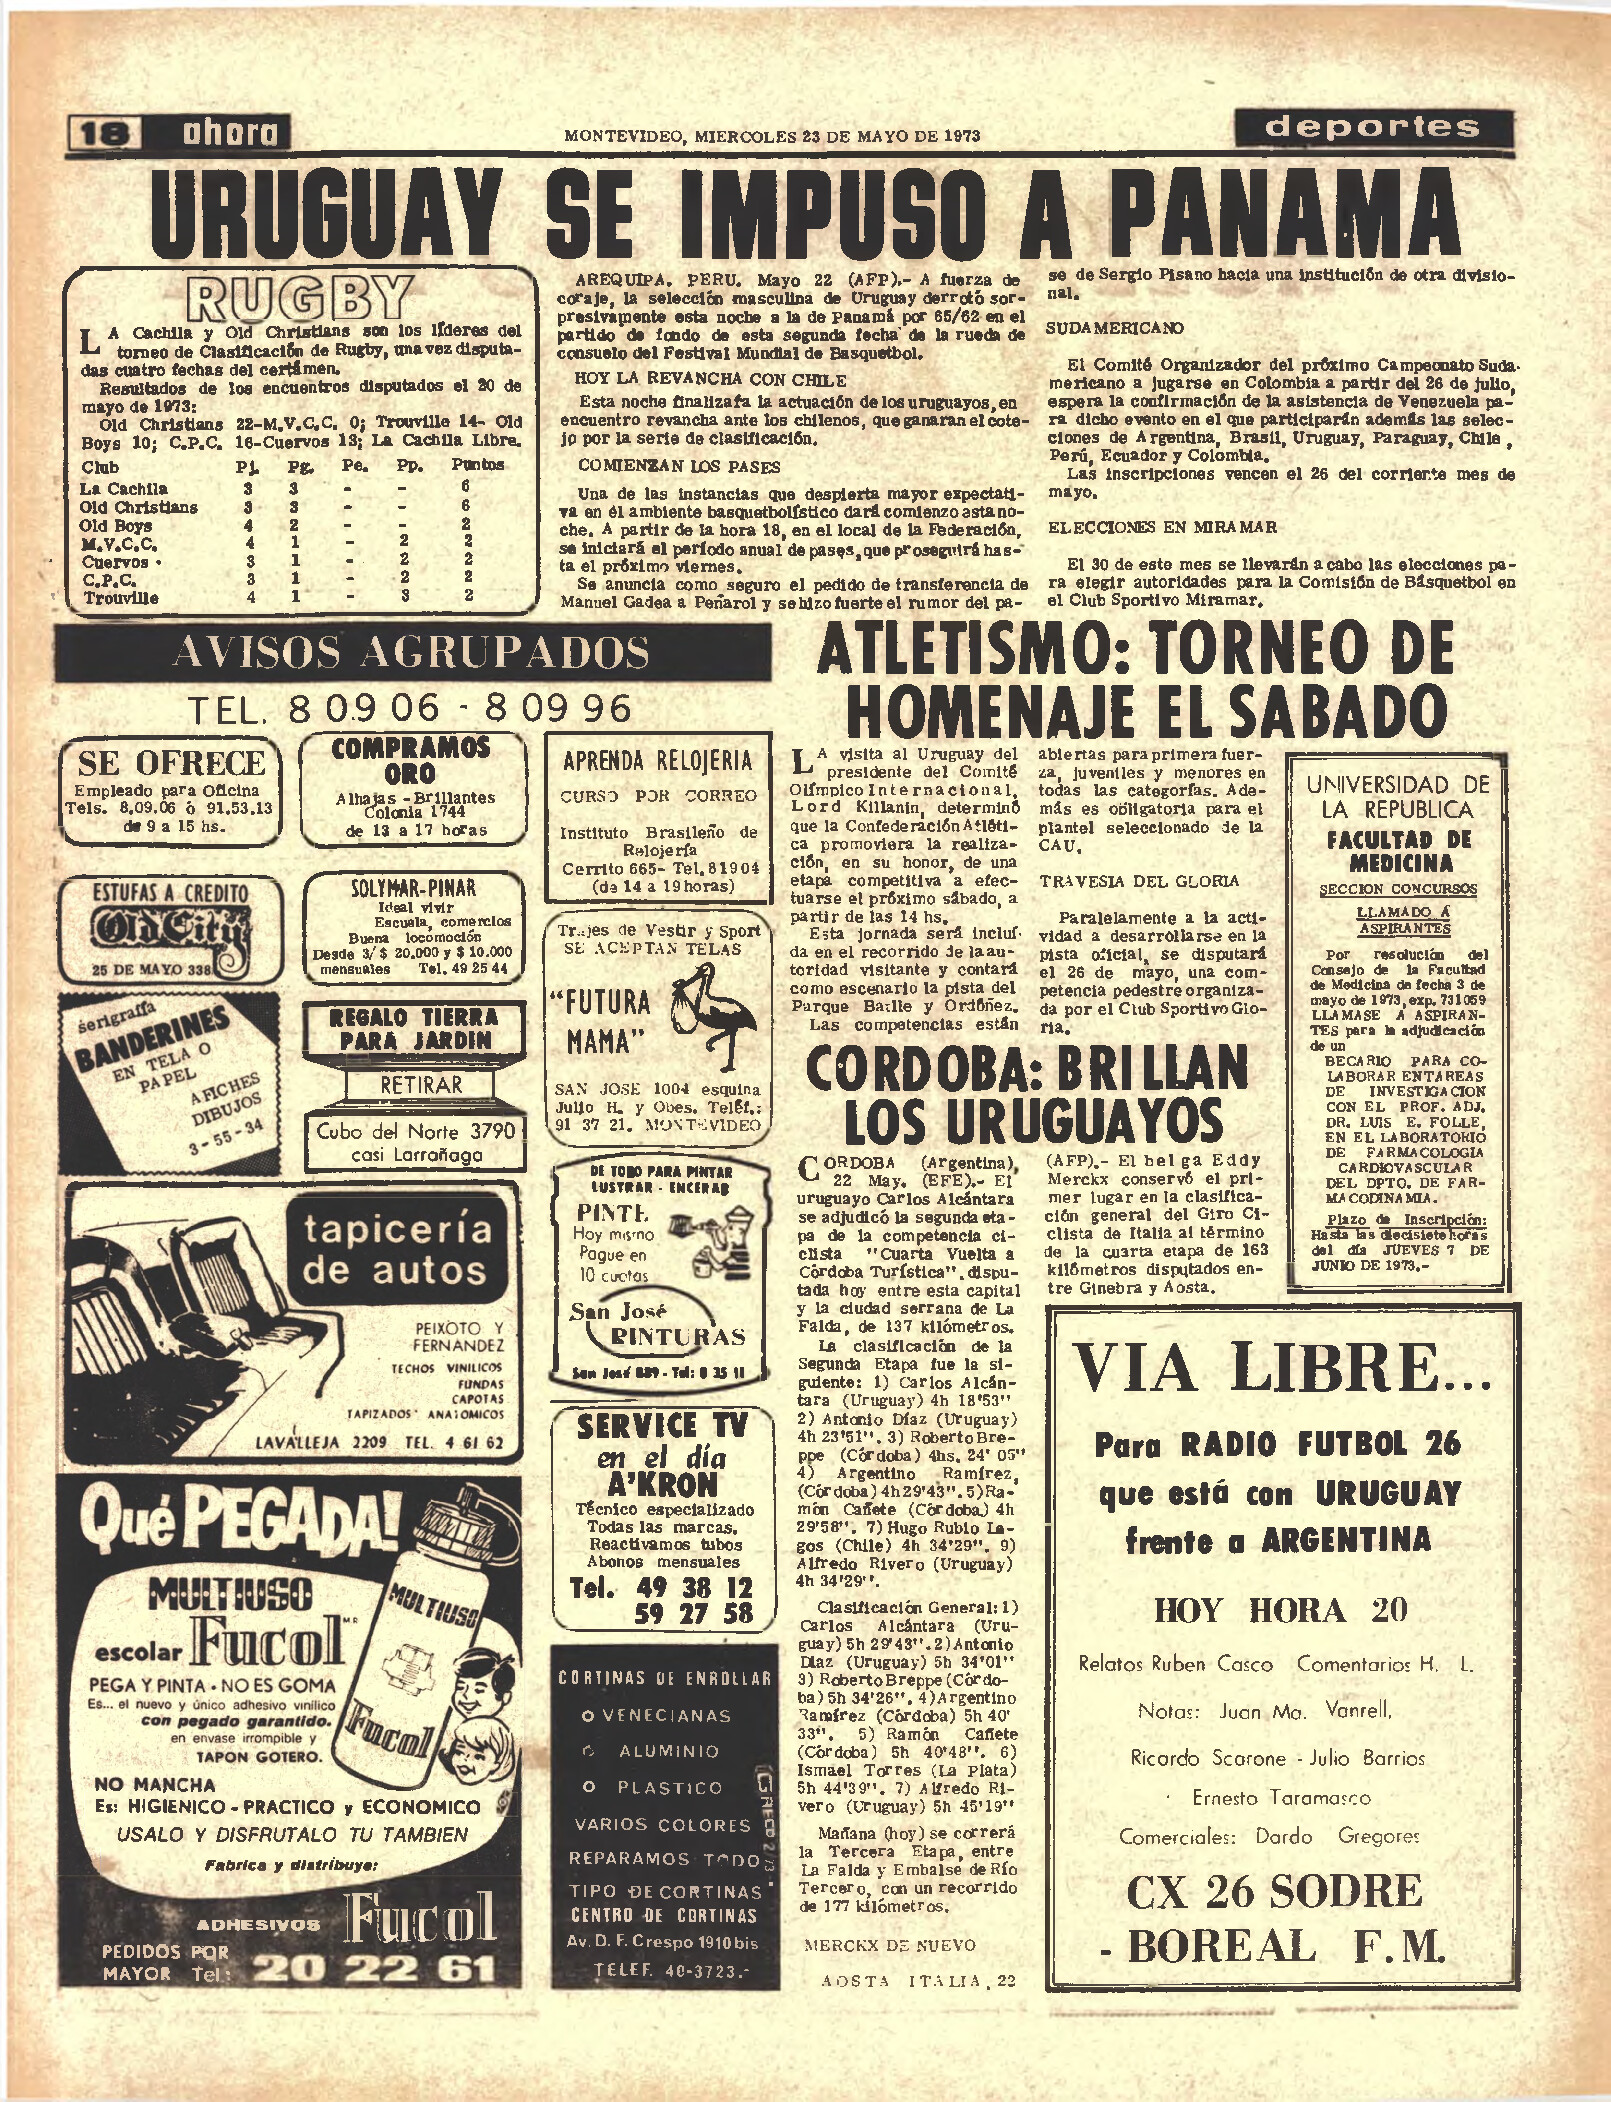 18 ahora
MONTEVIDEO, MIERCOLES 23 DE MAYO DE 1973
deportes
URUGUAY SE IMPUSO A PANAMA
RUGBY
LA Cachila y Old Christians son los líderes del
torneo de Clasificación de Rugby, una vez disputa-
das cuatro fechas del certámen.
Resultados de los encuentros disputados el 20 de
mayo de 1973:
Old Christians 22-M.V.C.C. 0; Trouville 14- Old
Boys 10; C.P.C. 16-Cuervos 13; La Cachila Libre.
Club Pj. Pg. Pe. Pp. Puntos
La Cachila 3 3 - - 6
Old Christians 3 3 - - 6
Old Boys 4 2 - - 2
M.V.C.C. 4 1 - 2 2
Cuervos 3 1 - 2 2
C.P.C. 3 1 - 2 2
Trouville 4 1 - 3 2
AREQUIPA. PERU. Mayo 22 (AFP).- A fuerza de
coraje, la selección masculina de Uruguay derrotó sor-
presivamente esta noche a la de Panamá por 65/62 en el
partido de fondo de esta segunda fecha de la rueda de
consuelo del Festival Mundial de Basquetbol.
HOY LA REVANCHA CON CHILE
Esta noche finalizará la actuación de los uruguayos, en
encuentro revancha ante los chilenos, que ganaran el cote-
jo por la serie de clasificación.
COMIENZAN LOS PASES
Una de las instancias que despierta mayor expectati-
va en él ambiente basquetbolístico dará comienzo esta no-
che. A partir de la hora 18, en el local de la Federación,
se iniciará el período anual de pases, que proseguirá has-
ta el próximo viernes.
Se anuncia como seguro el pedido de transferencia de
Manuel Gadea a Peñarol y se hizo fuerte el rumor del pa-
se de Sergio Pisano hacia una institución de otra divisio-
nal.
SUDAMERICANO
El Comité Organizador del próximo Campeonato Suda-
mericano a jugarse en Colombia a partir del 26 de julio,
espera la confirmación de la asistencia de Venezuela pa-
ra dicho evento en el que participarán además las selec-
ciones de Argentina, Brasil, Uruguay, Paraguay, Chile,
Perú, Ecuador y Colombia.
Las inscripciones vencen el 26 del corriente mes de
mayo.
ELECCIONES EN MIRAMAR
El 30 de este mes se llevarán a cabo las elecciones pa-
ra elegir autoridades para la Comisión de Básquetbol en
el Club Sportivo Miramar.
AVISOS AGRUPADOS
TEL. 8 0.9 06 - 8 09 96
SE OFRECE
Empleado para Oficina
Tels. 8.09.06 ó 91.53.13
de 9 a 15 hs.
COMPRAMOS
ORO
Alhajas - Brillantes
Colonia 1744
de 13 a 17 horas
APRENDA RELOJERIA
CURSO POR CORREO
Instituto Brasileño de
Relojería
Cerrito 665- Tel. 81904
(de 14 a 19 horas)
ESTUFAS A CREDITO
Old City
25 DE MAYO 338
SOLYMAR-PINAR
Ideal vivir
Escuela, comercios
Buena locomoción
Desde 3/$ 20.000 y $ 10.000
mensuales Tel. 49 25 44
Trajes de Vestir y Sport
SE ACEPTAN TELAS
"FUTURA
MAMA"
SAN JOSE 1004 esquina
Julio H. y Obes. Teléf.:
91 37 21. MONTEVIDEO
serigraffa
BANDERINES
EN TELA O
PAPEL
AFICHES
DIBUJOS
3-55-34
REGALO TIERRA
PARA JARDIN
RETIRAR
Cubo del Norte 3790
casi Larrañaga
DE TODO PARA PINTAR
LUSTRAR - ENCERAR
PINTE
Hoy mismo
Pague en
10 cuotas
San José
PINTURAS
San José 889 - Tel: 8 35 11
tapicería
de autos
PEIXOTO Y
FERNANDEZ
TECHOS VINILICOS
FUNDAS
CAPOTAS
TAPIZADOS ANATOMICOS
LAVALLEJA 2209 TEL. 4 61 62
SERVICE TV
en el día
A'KRON
Técnico especializado
Todas las marcas.
Reactivamos tubos
Abonos mensuales
Tel. 49 38 12
59 27 58
Qué PEGADA!
MULTIUSO
escolar Fucol MR
MULTIUSO
Fucol
PEGA Y PINTA • NO ES GOMA
Es... el nuevo y único adhesivo vinílico
con pegado garantido.
en envase irrompible y
TAPON GOTERO.
NO MANCHA
Es: HIGIENICO - PRACTICO y ECONOMICO
USALO Y DISFRUTALO TU TAMBIEN
Fabrica y distribuye:
ADHESIVOS Fucol
PEDIDOS POR
MAYOR Tel: 20 22 61
CORTINAS DE ENROLLAR
O VENECIANAS
O ALUMINIO
O PLASTICO
VARIOS COLORES
REPARAMOS TODO
TIPO DE CORTINAS
CENTRO DE CORTINAS
Av. D. F. Crespo 1910 bis
TELEF. 40-3723.-
ATLETISMO: TORNEO DE
HOMENAJE EL SABADO
LA visita al Uruguay del
presidente del Comité
Olímpico Internacional,
Lord Killanin, determinó
que la Confederación Atléti-
ca promoviera la realiza-
ción, en su honor, de una
etapa competitiva a efec-
tuarse el próximo sábado, a
partir de las 14 hs.
Esta jornada será inclui-
da en el recorrido de la au-
toridad visitante y contará
como escenario la pista del
Parque Batlle y Ordóñez.
Las competencias están
abiertas para primera fuer-
za, juveniles y menores en
todas las categorías. Ade-
más es obligatoria para el
plantel seleccionado de la
CAU.
TRAVESIA DEL GLORIA
Paralelamente a la acti-
vidad a desarrollarse en la
pista oficial, se disputará
el 26 de mayo, una com-
petencia pedestre organiza-
da por el Club Sportivo Glo-
ria.
CORDOBA: BRILLAN
LOS URUGUAYOS
CORDOBA (Argentina),
22 May. (EFE).- El
uruguayo Carlos Alcántara
se adjudicó la segunda eta-
pa de la competencia ci-
clista "Cuarta Vuelta a
Córdoba Turística", dispu-
tada hoy entre esta capital
y la ciudad serrana de La
Falda, de 137 kilómetros.
La clasificación de la
Segunda Etapa fue la si-
guiente: 1) Carlos Alcán-
tara (Uruguay) 4h 18'53"
2) Antonio Díaz (Uruguay)
4h 23'51". 3) Roberto Bre-
ppe (Córdoba) 4hs. 24' 05"
4) Argentino Ramírez,
(Córdoba) 4h29'43". 5) Ra-
món Cañete (Córdoba) 4h
29'58". 7) Hugo Rubio La-
gos (Chile) 4h 34'29". 9)
Alfredo Rivero (Uruguay)
4h 34'29".
Clasificación General: 1)
Carlos Alcántara (Uru-
guay) 5h 29'43". 2) Antonio
Díaz (Uruguay) 5h 34'01"
3) Roberto Breppe (Córdo-
ba) 5h 34'26". 4) Argentino
Ramírez (Córdoba) 5h 40'
33". 5) Ramón Cañete
(Córdoba) 5h 40'48". 6)
Ismael Torres (La Plata)
5h 44'39". 7) Alfredo Ri-
vero (Uruguay) 5h 45'19"
Mañana (hoy) se correrá
la Tercera Etapa, entre
La Falda y Embalse de Río
Tercero, con un recorrido
de 177 kilómetros.
MERCKX DE NUEVO
AOSTA ITALIA, 22
(AFP).- El belga Eddy
Merckx conservó el pri-
mer lugar en la clasifica-
ción general del Giro Ci-
clista de Italia al término
de la cuarta etapa de 163
kilómetros disputados en-
tre Ginebra y Aosta.
UNIVERSIDAD DE
LA REPUBLICA
FACULTAD DE
MEDICINA
SECCION CONCURSOS
LLAMADO A
ASPIRANTES
Por resolución del
Consejo de la Facultad
de Medicina de fecha 3 de
mayo de 1973, exp. 731059
LLAMASE A ASPIRAN-
TES para la adjudicación
de un
BECARIO PARA CO-
LABORAR EN TAREAS
DE INVESTIGACION
CON EL PROF. ADJ.
DR. LUIS E. FOLLE,
EN EL LABORATORIO
DE FARMACOLOGIA
CARDIOVASCULAR
DEL DPTO. DE FAR-
MACODINAMIA.
Plazo de Inscripción:
Hasta las diecisiete horas
del día JUEVES 7 DE
JUNIO DE 1973.-
VIA LIBRE...
Para RADIO FUTBOL 26
que está con URUGUAY
frente a ARGENTINA
HOY HORA 20
Relatos Ruben Casco Comentarios H. L.
Notas: Juan Ma. Vanrell,
Ricardo Scarone - Julio Barrios
Ernesto Taramasco
Comerciales: Dardo Gregores
CX 26 SODRE
- BOREAL F.M.